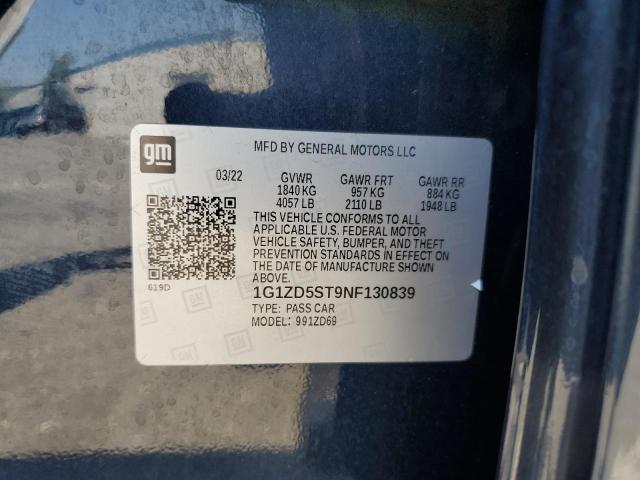 gm
MFD BY GENERAL MOTORS LLC
03/22
GVWR GAWR FRT GAWR RR
1840 KG 957 KG 884 KG
4057 LB 2110 LB 1948 LB
THIS VEHICLE CONFORMS TO ALL
APPLICABLE U.S. FEDERAL MOTOR
VEHICLE SAFETY, BUMPER, AND THEFT
PREVENTION STANDARDS IN EFFECT ON
THE DATE OF MANUFACTURE SHOWN
ABOVE.
619D
1G1ZD5ST9NF130839
TYPE: PASS CAR
MODEL: 991ZD69